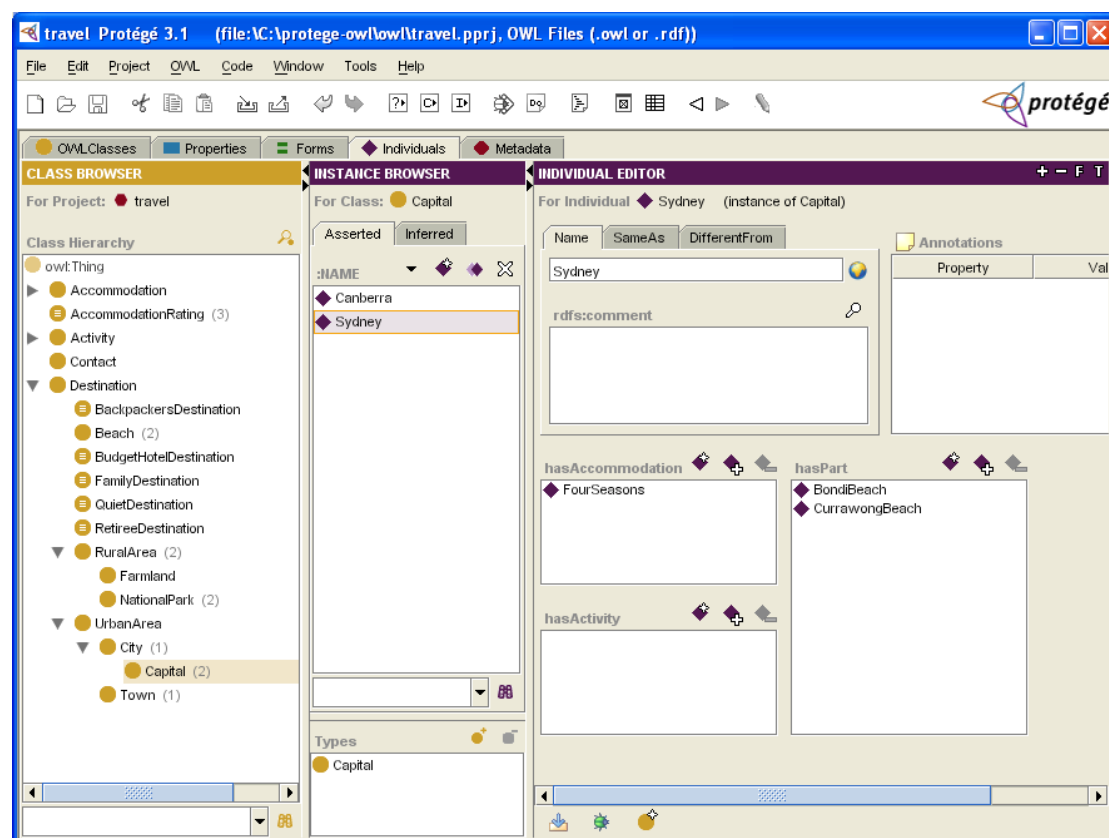 travel Protégé 3.1 (file:\C:\protege-owl\owl\travel.pprj, OWL Files (.owl or .rdf))
File Edit Project OWL Code Window Tools Help
protégé
OWLClasses Properties Forms Individuals Metadata
CLASS BROWSER
For Project: travel
Class Hierarchy
owl:Thing
Accommodation
AccommodationRating (3)
Activity
Contact
Destination
BackpackersDestination
Beach (2)
BudgetHotelDestination
FamilyDestination
QuietDestination
RetireeDestination
RuralArea (2)
Farmland
NationalPark (2)
UrbanArea
City (1)
Capital (2)
Town (1)
INSTANCE BROWSER
For Class: Capital
Asserted Inferred
:NAME
Canberra
Sydney
Types
Capital
INDIVIDUAL EDITOR + − F T
For Individual Sydney (instance of Capital)
Name SameAs DifferentFrom
Sydney
rdfs:comment
Annotations
Property Val
hasAccommodation
FourSeasons
hasPart
BondiBeach
CurrawongBeach
hasActivity